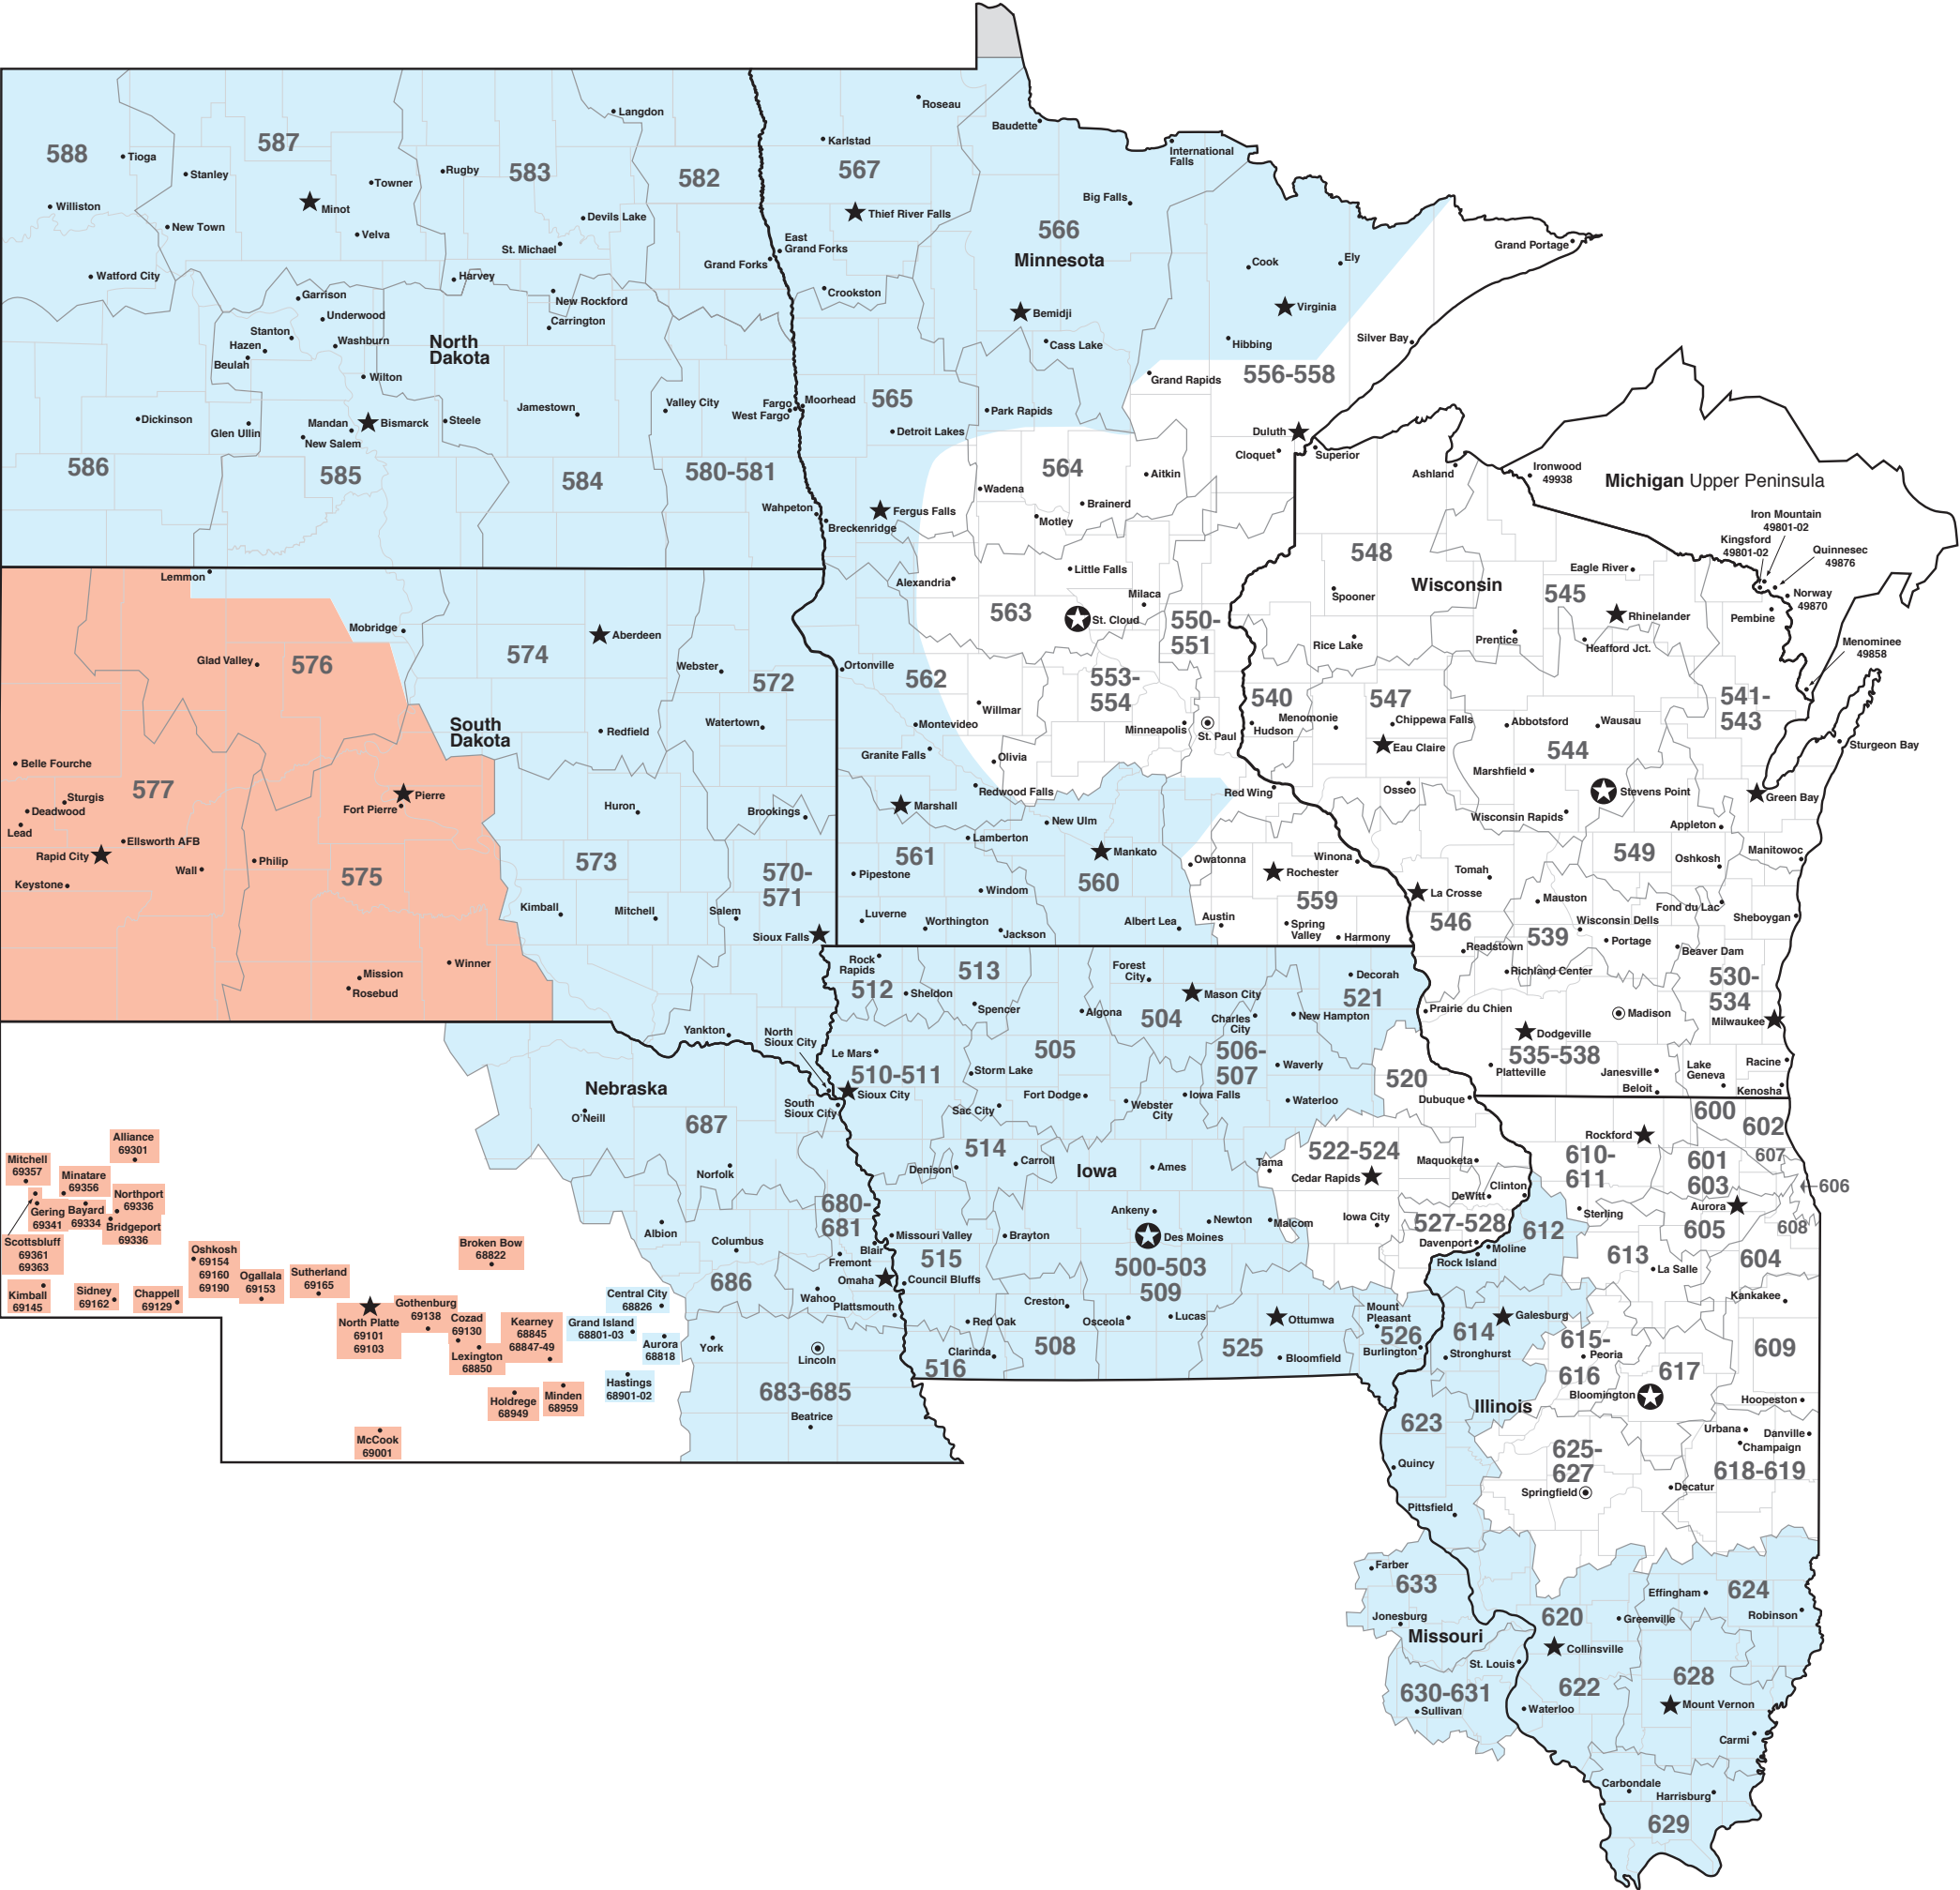 588
587
583
582
567
Tioga
Stanley
Williston
New Town
Watford City
Minot
Towner
Velva
Rugby
Langdon
Devils Lake
St. Michael
Harvey
Grand Forks
New Rockford
Carrington
Garrison
Underwood
Stanton
Hazen
Beulah
Washburn
Wilton
North
Dakota
Dickinson
Glen Ullin
Mandan
New Salem
Bismarck
Steele
Jamestown
Valley City
Fargo
West Fargo
586
585
584
580-581
Wahpeton
Roseau
Karlstad
Baudette
International
Falls
Thief River Falls
East
Grand Forks
Crookston
Big Falls
566
Minnesota
Bemidji
Cass Lake
Cook
Ely
Virginia
Hibbing
Grand Portage
Silver Bay
Grand Rapids
556-558
Moorhead
565
Park Rapids
Detroit Lakes
Duluth
Cloquet
Superior
564
Aitkin
Wadena
Brainerd
Motley
Fergus Falls
Breckenridge
Little Falls
Alexandria
Milaca
563
St. Cloud
550-
551
Ortonville
562
553-
554
Willmar
Montevideo
Minneapolis
St. Paul
Granite Falls
Olivia
Redwood Falls
Red Wing
Marshall
New Ulm
Lamberton
Mankato
Owatonna
Winona
Rochester
561
560
559
Pipestone
Windom
Luverne
Worthington
Jackson
Albert Lea
Austin
Spring
Valley
Harmony
Lemmon
Mobridge
Glad Valley
576
574
Aberdeen
Webster
572
South
Dakota
Redfield
Watertown
Belle Fourche
577
Sturgis
Deadwood
Lead
Ellsworth AFB
Rapid City
Keystone
Wall
Philip
Pierre
Fort Pierre
575
Huron
Brookings
573
570-
571
Kimball
Mitchell
Salem
Sioux Falls
Mission
Rosebud
Winner
Yankton
North
Sioux City
Ashland
Ironwood
49938
Michigan Upper Peninsula
Iron Mountain
49801-02
Kingsford
49801-02
Quinnesec
49876
Norway
49870
Pembine
Menominee
49858
548
Wisconsin
Spooner
Rice Lake
Eagle River
545
Rhinelander
Prentice
Heafford Jct.
540
Hudson
Menomonie
547
Chippewa Falls
Eau Claire
Osseo
Abbotsford
Wausau
544
Marshfield
Stevens Point
Wisconsin Rapids
541-
543
Sturgeon Bay
Green Bay
Appleton
549
Oshkosh
Manitowoc
Tomah
La Crosse
546
Mauston
Fond du Lac
Wisconsin Dells
Sheboygan
539
Portage
Readstown
Beaver Dam
Richland Center
530-
534
Prairie du Chien
Madison
Milwaukee
Dodgeville
535-538
Platteville
Janesville
Beloit
Lake
Geneva
Racine
Kenosha
Rock
Rapids
512
513
Sheldon
Spencer
Forest
City
Mason City
Algona
504
Charles
City
Decorah
521
New Hampton
Le Mars
510-511
Sioux City
South
Sioux City
505
Storm Lake
506-
507
Waverly
Fort Dodge
Sac City
Webster
City
Iowa Falls
Waterloo
520
Dubuque
514
Denison
Carroll
Iowa
Ames
Tama
522-524
Cedar Rapids
Maquoketa
DeWitt
Clinton
Ankeny
Newton
Malcom
Iowa City
527-528
Davenport
Missouri Valley
515
Brayton
Des Moines
500-503
509
Council Bluffs
Creston
Osceola
Lucas
Ottumwa
Mount
Pleasant
526
Burlington
Red Oak
Clarinda
508
516
525
Bloomfield
Nebraska
O'Neill
687
Norfolk
680-
681
Albion
Columbus
Blair
Fremont
Omaha
686
Wahoo
Plattsmouth
York
Lincoln
683-685
Beatrice
Alliance
69301
Mitchell
69357
Minatare
69356
Northport
69336
Gering
69341
Bayard
69334
Bridgeport
69336
Scottsbluff
69361
69363
Kimball
69145
Sidney
69162
Chappell
69129
Oshkosh
69154
69160
69190
Ogallala
69153
Sutherland
69165
Broken Bow
68822
North Platte
69101
69103
Gothenburg
69138
Cozad
69130
Lexington
68850
Kearney
68845
68847-49
Holdrege
68949
Minden
68959
McCook
69001
Central City
68826
Grand Island
68801-03
Aurora
68818
Hastings
68901-02
600
602
Rockford
610-
611
601
603
607
606
Aurora
605
608
Sterling
612
Moline
Rock Island
613
La Salle
604
Kankakee
Galesburg
614
Stronghurst
615-
616
Peoria
617
609
Bloomington
Hoopeston
Illinois
623
Urbana
Danville
Champaign
625-
627
618-619
Quincy
Springfield
Decatur
Pittsfield
Farber
633
Jonesburg
Missouri
St. Louis
630-631
Sullivan
Effingham
624
620
Greenville
Robinson
Collinsville
622
628
Waterloo
Mount Vernon
Carmi
Carbondale
Harrisburg
629